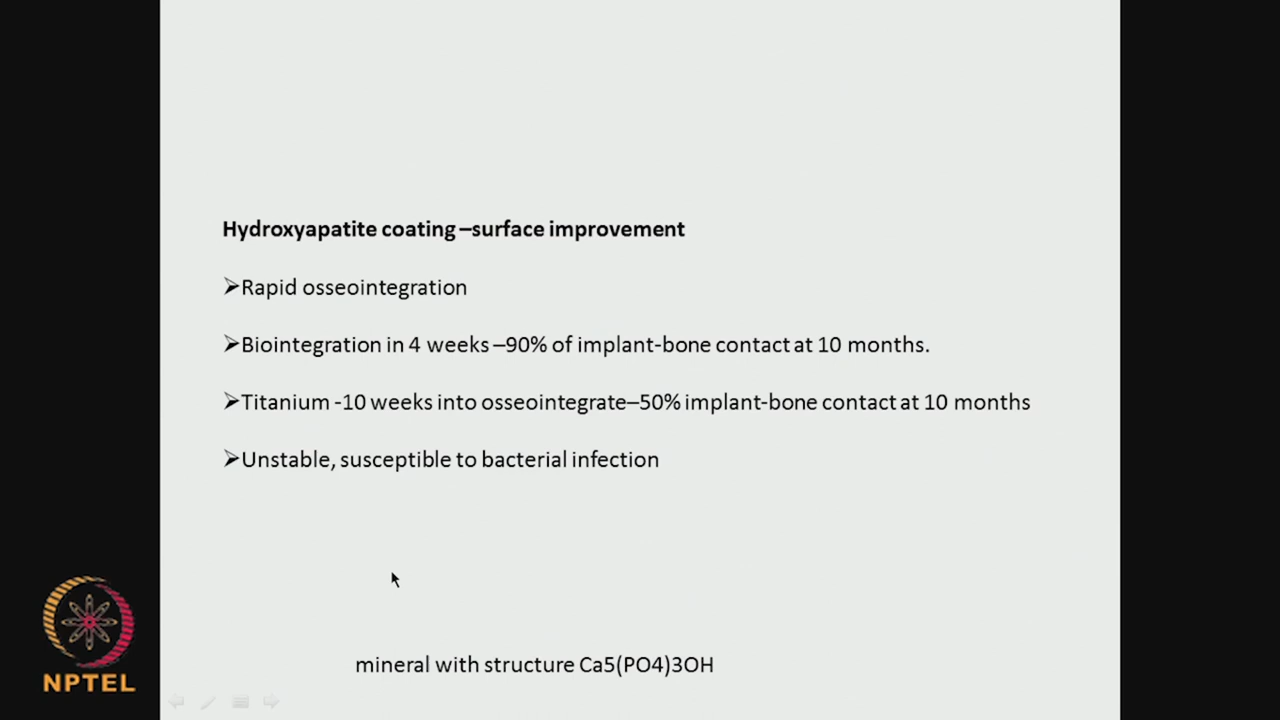 Hydroxyapatite coating –surface improvement
➢Rapid osseointegration
➢Biointegration in 4 weeks –90% of implant-bone contact at 10 months.
➢Titanium -10 weeks into osseointegrate–50% implant-bone contact at 10 months
➢Unstable, susceptible to bacterial infection
mineral with structure Ca5(PO4)3OH
NPTEL